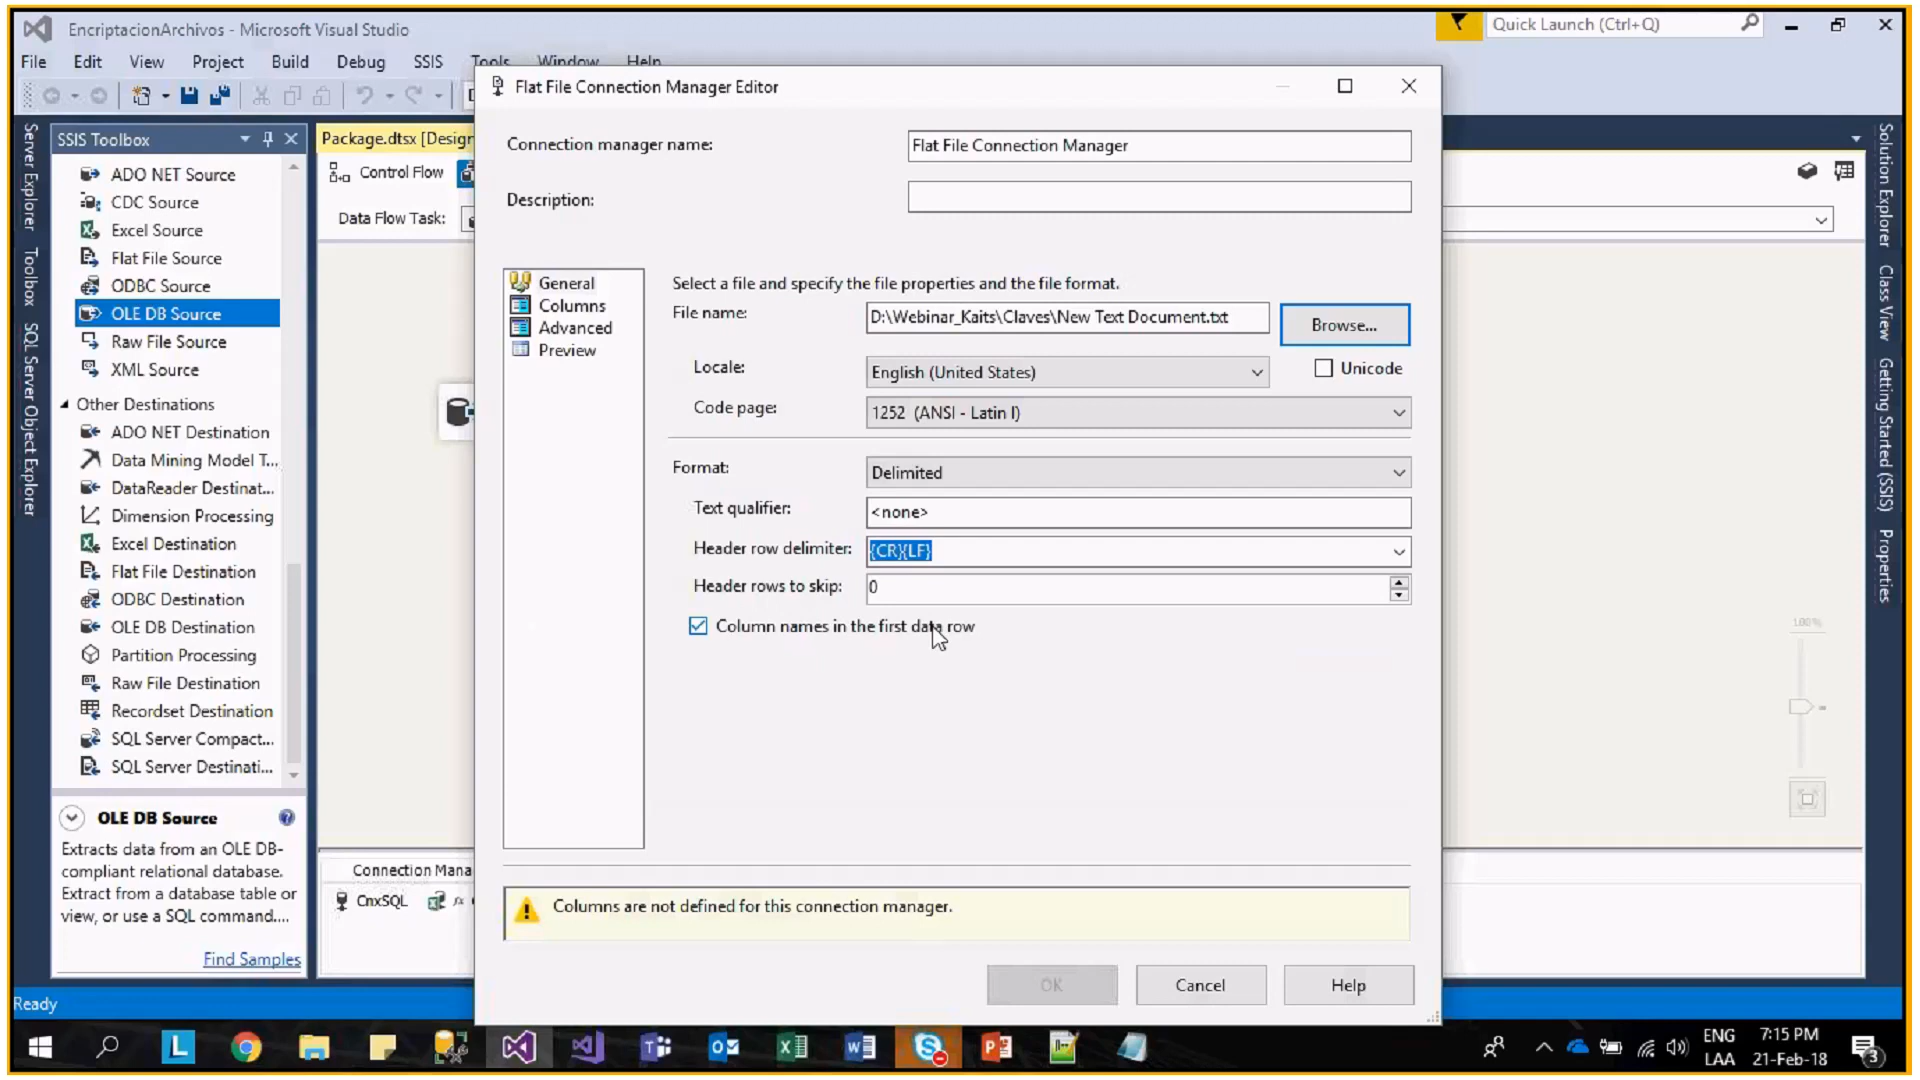 EncriptacionArchivos - Microsoft Visual Studio
Quick Launch (Ctrl+Q)
File Edit View Project Build Debug SSIS Tools Window Help
Flat File Connection Manager Editor
Server Explorer
Toolbox
SQL Server Object Explorer
SSIS Toolbox
ADO NET Source
CDC Source
Excel Source
Flat File Source
ODBC Source
OLE DB Source
Raw File Source
XML Source
Other Destinations
ADO NET Destination
Data Mining Model T...
DataReader Destinat...
Dimension Processing
Excel Destination
Flat File Destination
ODBC Destination
OLE DB Destination
Partition Processing
Raw File Destination
Recordset Destination
SQL Server Compact...
SQL Server Destinati...
OLE DB Source
Extracts data from an OLE DB-
compliant relational database.
Extract from a database table or
view, or use a SQL command....
Find Samples
Package.dtsx [Design
Control Flow
Data Flow Task:
Connection Mana
CnxSQL
Connection manager name: Flat File Connection Manager
Description:
General
Columns
Advanced
Preview
Select a file and specify the file properties and the file format.
File name: D:\Webinar_Kaits\Claves\New Text Document.txt Browse...
Locale: English (United States) Unicode
Code page: 1252 (ANSI - Latin I)
Format: Delimited
Text qualifier: <none>
Header row delimiter: {CR}{LF}
Header rows to skip: 0
Column names in the first data row
Columns are not defined for this connection manager.
OK Cancel Help
100%
Solution Explorer
Class View
Getting Started (SSIS)
Properties
Ready
ENG 7:15 PM
LAA 21-Feb-18
3